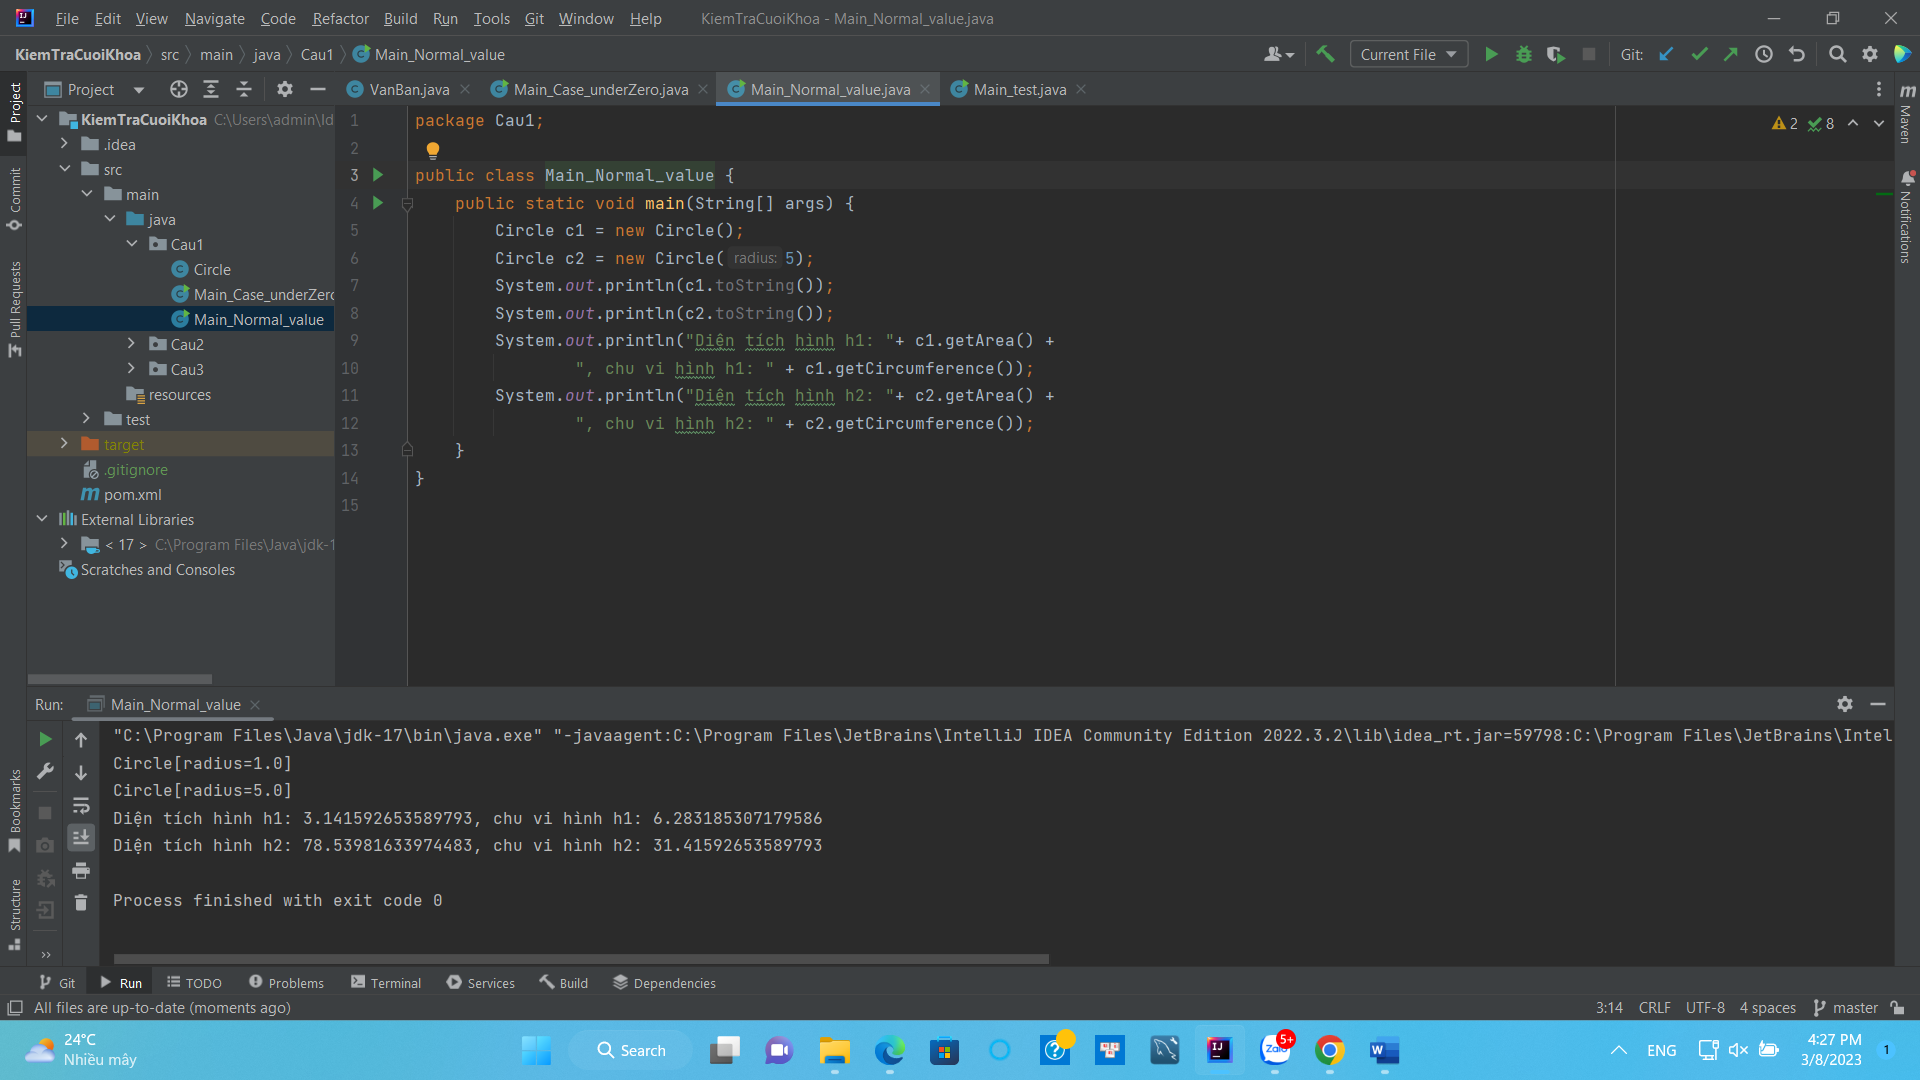 File Edit View Navigate Code Refactor Build Run Tools Git Window Help KiemTraCuoiKhoa - Main_Normal_value.java
KiemTraCuoiKhoa src main java Cau1 Main_Normal_value Current File Git:
Project VanBan.java Main_Case_underZero.java Main_Normal_value.java Main_test.java
Project
Commit
Pull Requests
Bookmarks
Structure
Maven
Notifications
KiemTraCuoiKhoa C:\Users\admin\Id
.idea
src
main
java
Cau1
Circle
Main_Case_underZero
Main_Normal_value
Cau2
Cau3
resources
test
target
.gitignore
pom.xml
External Libraries
< 17 > C:\Program Files\Java\jdk-1
Scratches and Consoles
2 8
1 package Cau1;
2
3 public class Main_Normal_value {
4 public static void main(String[] args) {
5 Circle c1 = new Circle();
6 Circle c2 = new Circle( radius: 5);
7 System.out.println(c1.toString());
8 System.out.println(c2.toString());
9 System.out.println("Diện tích hình h1: "+ c1.getArea() +
10 ", chu vi hình h1: " + c1.getCircumference());
11 System.out.println("Diện tích hình h2: "+ c2.getArea() +
12 ", chu vi hình h2: " + c2.getCircumference());
13 }
14 }
15
Run: Main_Normal_value
"C:\Program Files\Java\jdk-17\bin\java.exe" "-javaagent:C:\Program Files\JetBrains\IntelliJ IDEA Community Edition 2022.3.2\lib\idea_rt.jar=59798:C:\Program Files\JetBrains\Intel
Circle[radius=1.0]
Circle[radius=5.0]
Diện tích hình h1: 3.141592653589793, chu vi hình h1: 6.283185307179586
Diện tích hình h2: 78.53981633974483, chu vi hình h2: 31.41592653589793
Process finished with exit code 0
Git Run TODO Problems Terminal Services Build Dependencies
All files are up-to-date (moments ago) 3:14 CRLF UTF-8 4 spaces master
24°C
Nhiều mây
Search
Zalo 5+
ENG
4:27 PM
3/8/2023
1